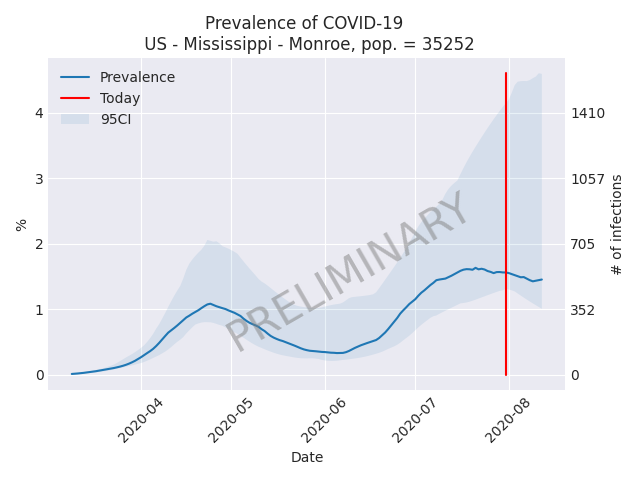 Prevalence of COVID-19
US - Mississippi - Monroe, pop. = 35252
Prevalence
Today
95CI
PRELIMINARY
4
3
2
1
0
%
1410
1057
705
352
0
# of infections
2020-04
2020-05
2020-06
2020-07
2020-08
Date